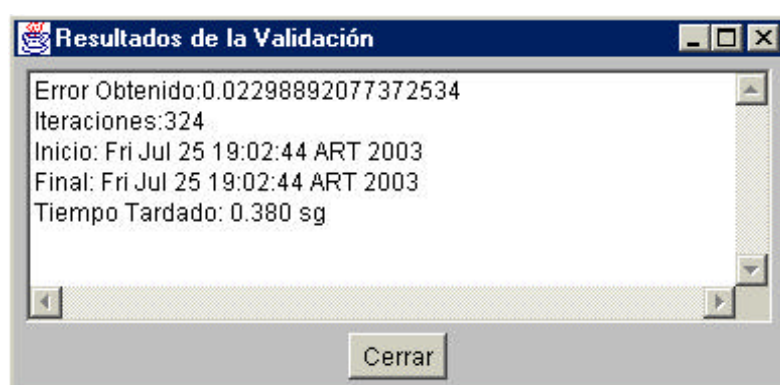 Resultados de la Validación
Error Obtenido:0.02298892077372534
Iteraciones:324
Inicio: Fri Jul 25 19:02:44 ART 2003
Final: Fri Jul 25 19:02:44 ART 2003
Tiempo Tardado: 0.380 sg
Cerrar